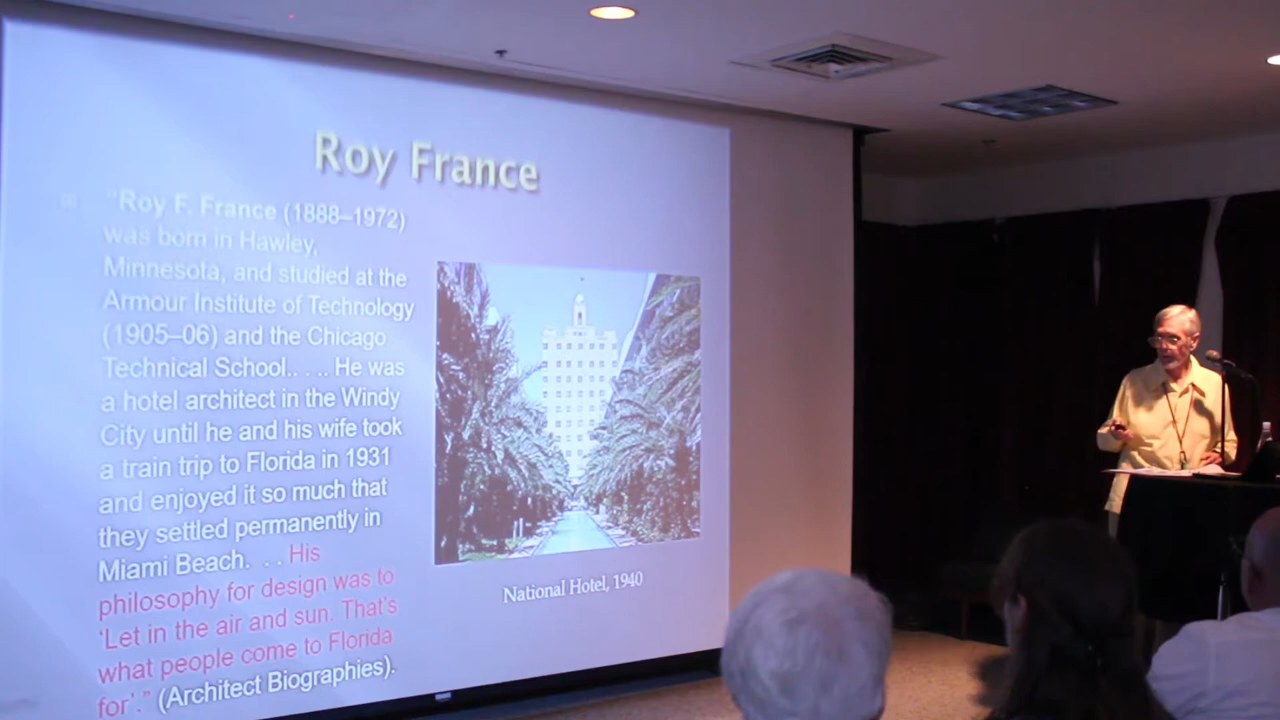 Roy France
"Roy F. France (1888–1972)
was born in Hawley,
Minnesota, and studied at the
Armour Institute of Technology
(1905–06) and the Chicago
Technical School.. . .. He was
a hotel architect in the Windy
City until he and his wife took
a train trip to Florida in 1931
and enjoyed it so much that
they settled permanently in
Miami Beach. . . . His
philosophy for design was to
'Let in the air and sun. That's
what people come to Florida
for'." (Architect Biographies).
National Hotel, 1940